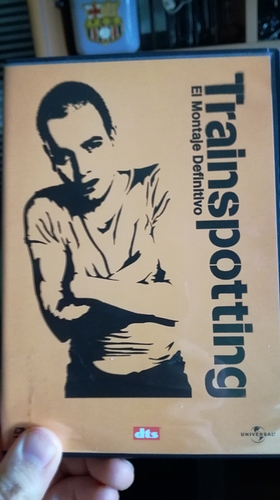 Trainspotting
El Montaje Definitivo
dts
UNIVERSAL